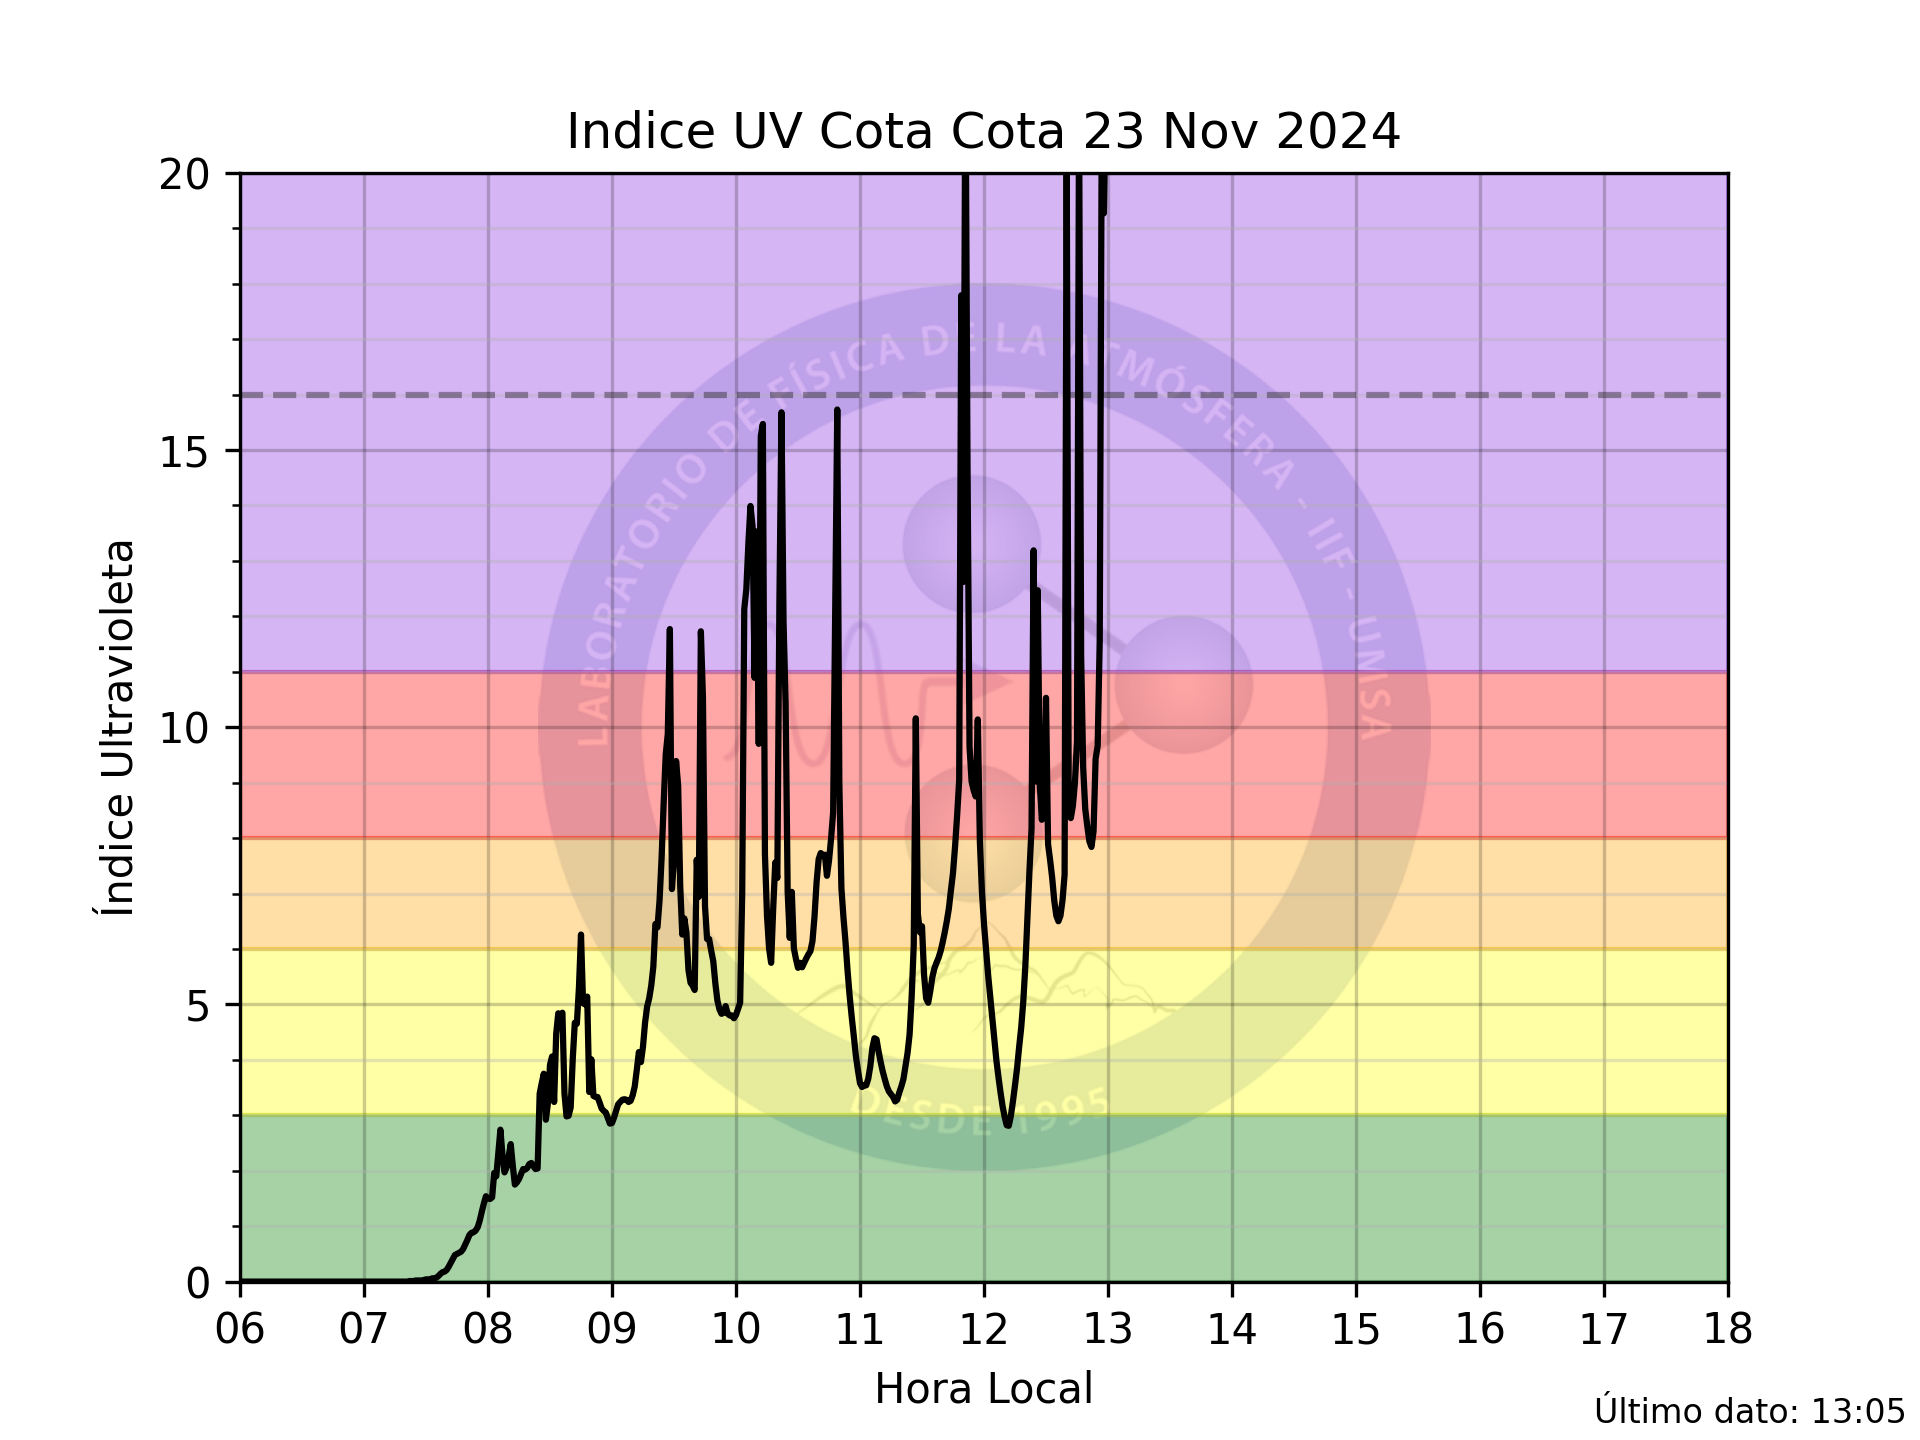 Indice UV Cota Cota 23 Nov 2024
20
15
10
5
0
Índice Ultravioleta
LABORATORIO DE FÍSICA DE LA ATMÓSFERA - IIF - UMSA
DESDE 1995
06 07 08 09 10 11 12 13 14 15 16 17 18
Hora Local
Último dato: 13:05